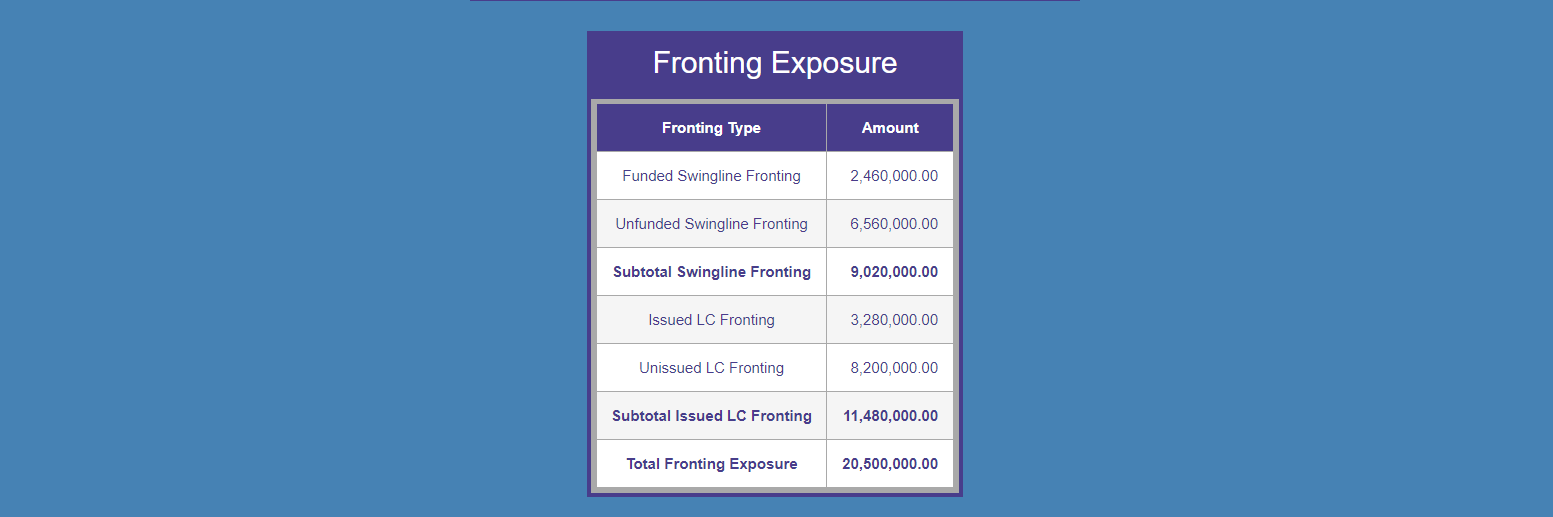 Fronting Exposure
Fronting Type Amount
Funded Swingline Fronting 2,460,000.00
Unfunded Swingline Fronting 6,560,000.00
Subtotal Swingline Fronting 9,020,000.00
Issued LC Fronting 3,280,000.00
Unissued LC Fronting 8,200,000.00
Subtotal Issued LC Fronting 11,480,000.00
Total Fronting Exposure 20,500,000.00